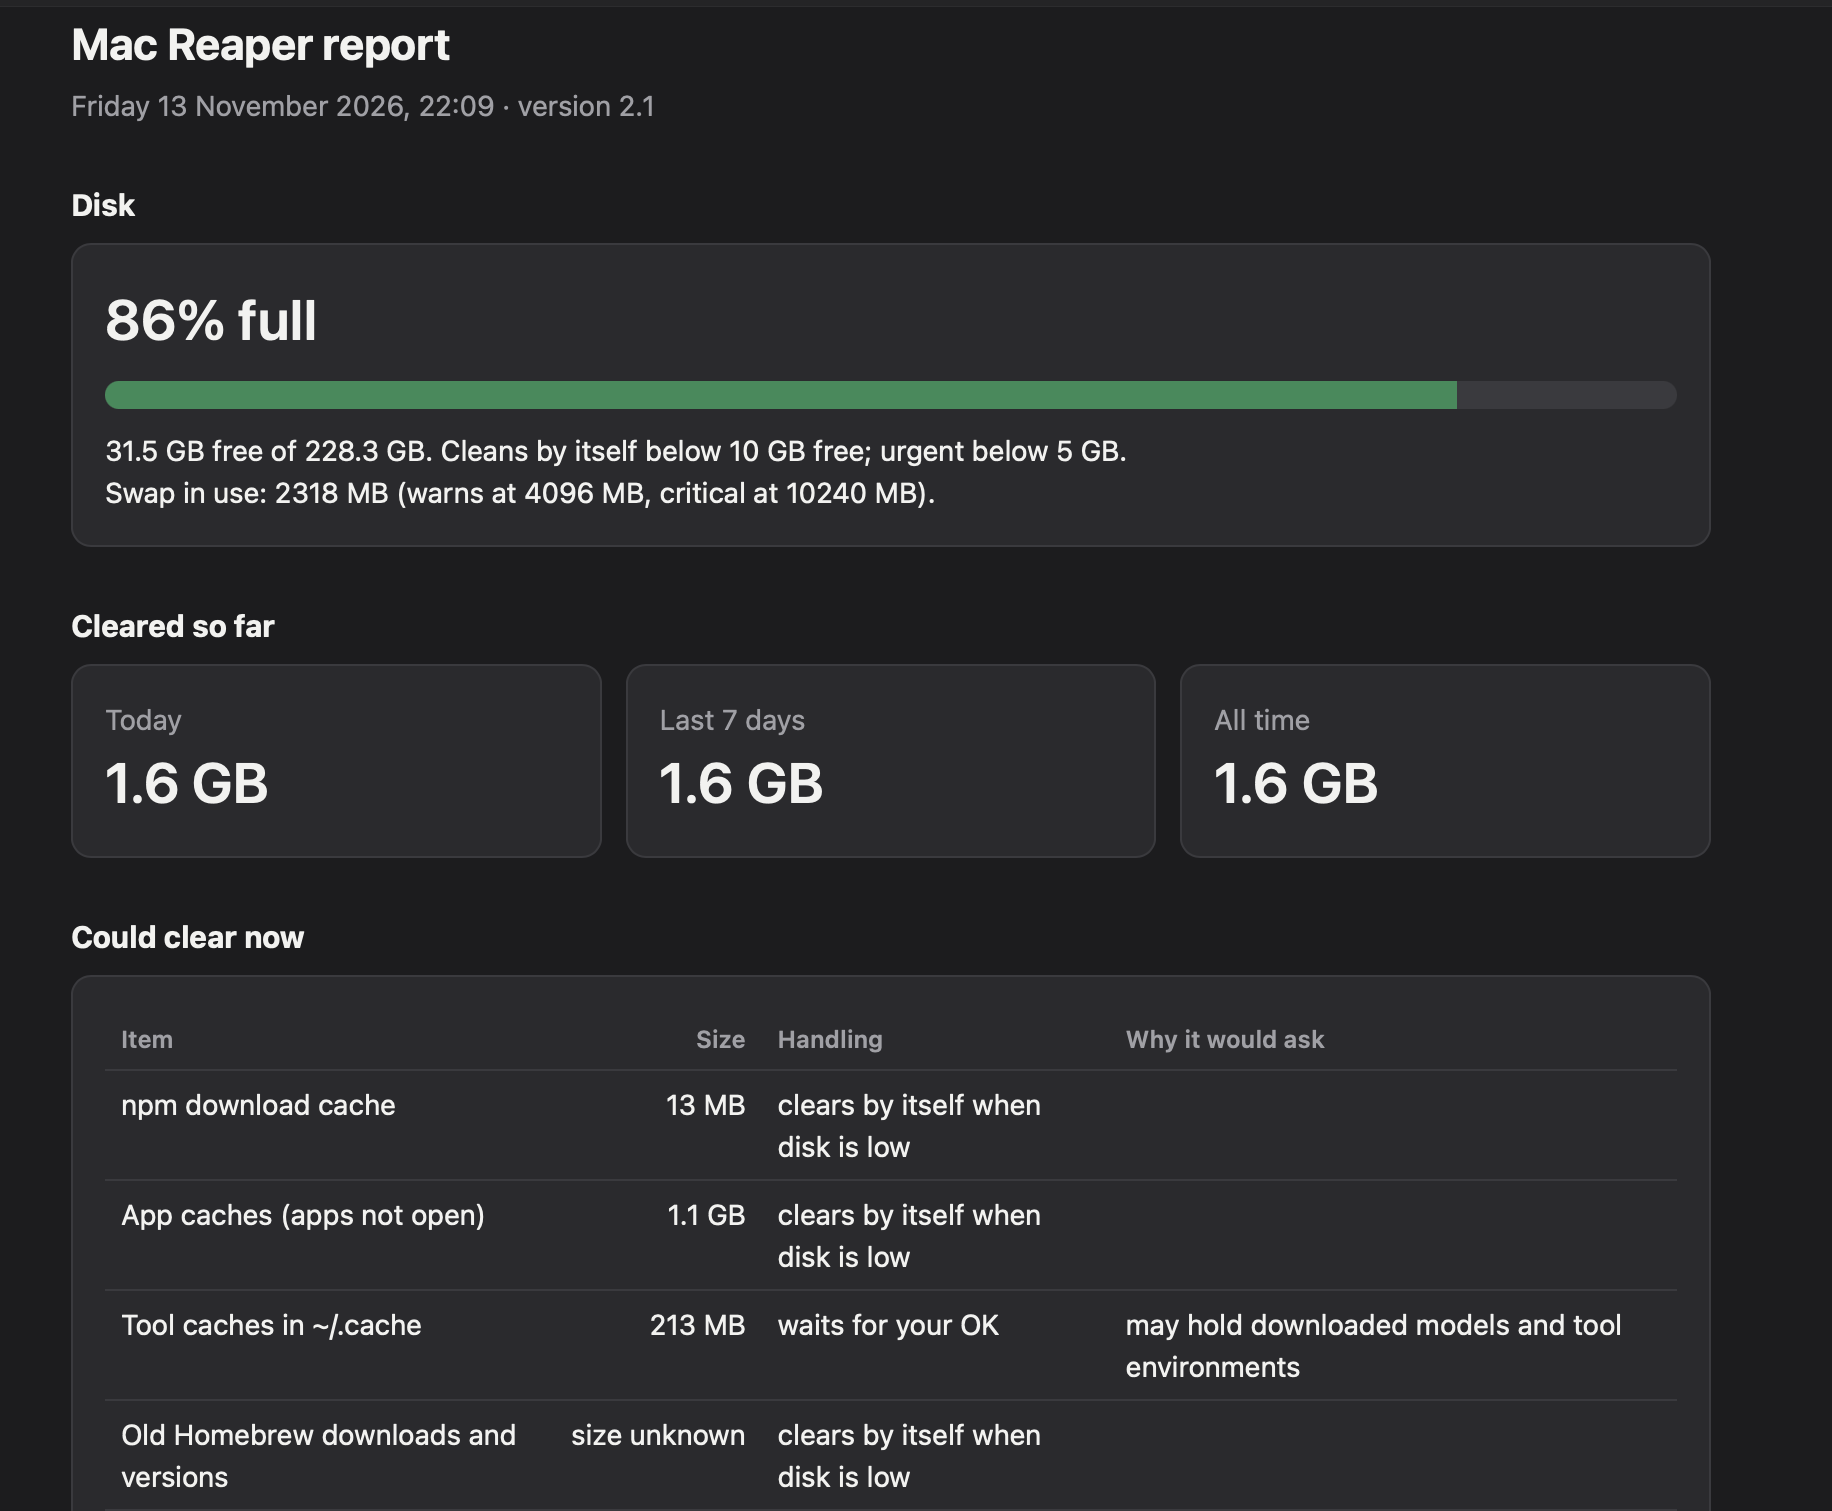 Mac Reaper report
Friday 13 November 2026, 22:09 · version 2.1
Disk
86% full
31.5 GB free of 228.3 GB. Cleans by itself below 10 GB free; urgent below 5 GB.
Swap in use: 2318 MB (warns at 4096 MB, critical at 10240 MB).
Cleared so far
Today
1.6 GB
Last 7 days
1.6 GB
All time
1.6 GB
Could clear now
Item Size Handling Why it would ask
npm download cache 13 MB clears by itself when
disk is low
App caches (apps not open) 1.1 GB clears by itself when
disk is low
Tool caches in ~/.cache 213 MB waits for your OK may hold downloaded models and tool
environments
Old Homebrew downloads and size unknown clears by itself when
versions disk is low